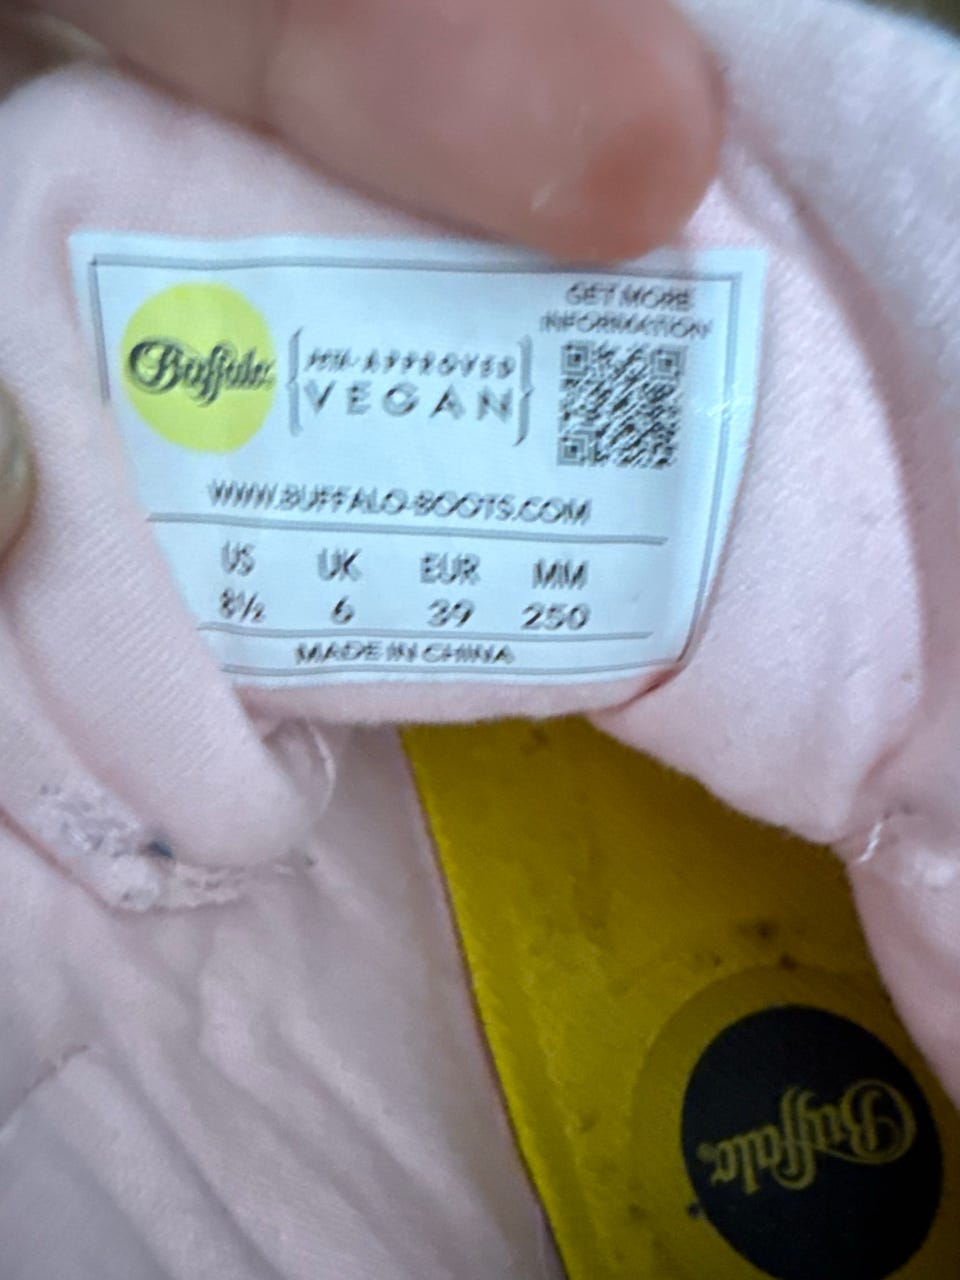 Buffalo
PETA-APPROVED
VEGAN
GET MORE
INFORMATION
WWW.BUFFALO-BOOTS.COM
US UK EUR MM
8½ 6 39 250
MADE IN CHINA
Buffalo